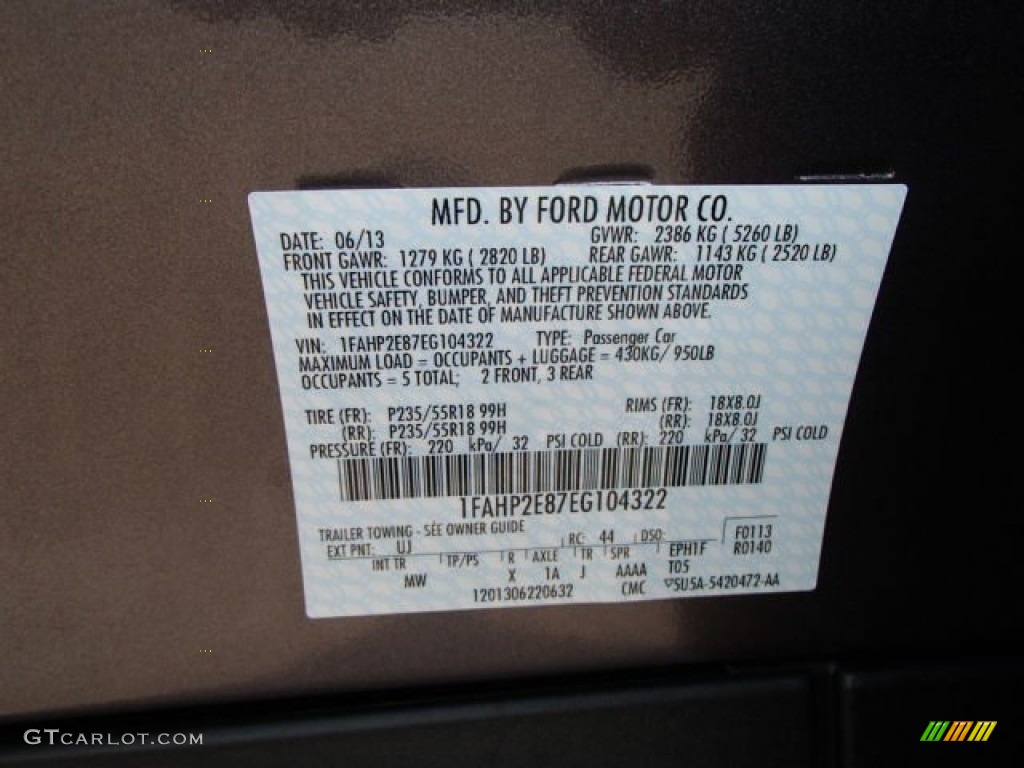 MFD. BY FORD MOTOR CO.
DATE: 06/13 GVWR: 2386 KG ( 5260 LB)
FRONT GAWR: 1279 KG ( 2820 LB) REAR GAWR: 1143 KG ( 2520 LB)
THIS VEHICLE CONFORMS TO ALL APPLICABLE FEDERAL MOTOR
VEHICLE SAFETY, BUMPER, AND THEFT PREVENTION STANDARDS
IN EFFECT ON THE DATE OF MANUFACTURE SHOWN ABOVE.
VIN: 1FAHP2E87EG104322 TYPE: Passenger Car
MAXIMUM LOAD = OCCUPANTS + LUGGAGE = 430KG/ 950LB
OCCUPANTS = 5 TOTAL; 2 FRONT, 3 REAR
TIRE (FR): P235/55R18 99H RIMS (FR): 18X8.0J
(RR): P235/55R18 99H (RR): 18X8.0J
PRESSURE (FR): 220 kPa/ 32 PSI COLD (RR): 220 kPa/ 32 PSI COLD
1FAHP2E87EG104322
TRAILER TOWING - SEE OWNER GUIDE
EXT PNT: UJ RC: 44 DSO: F0113
INT TR TP/PS R AXLE TR SPR EPH1F R0140
MW X 1A J AAAA T05
1201306220632 CMC SU5A-5420472-AA
GTCARLOT.COM